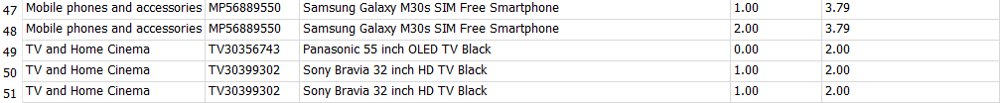 47 Mobile phones and accessories MP56889550 Samsung Galaxy M30s SIM Free Smartphone 1.00 3.79
48 Mobile phones and accessories MP56889550 Samsung Galaxy M30s SIM Free Smartphone 2.00 3.79
49 TV and Home Cinema TV30356743 Panasonic 55 inch OLED TV Black 0.00 2.00
50 TV and Home Cinema TV30399302 Sony Bravia 32 inch HD TV Black 1.00 2.00
51 TV and Home Cinema TV30399302 Sony Bravia 32 inch HD TV Black 1.00 2.00